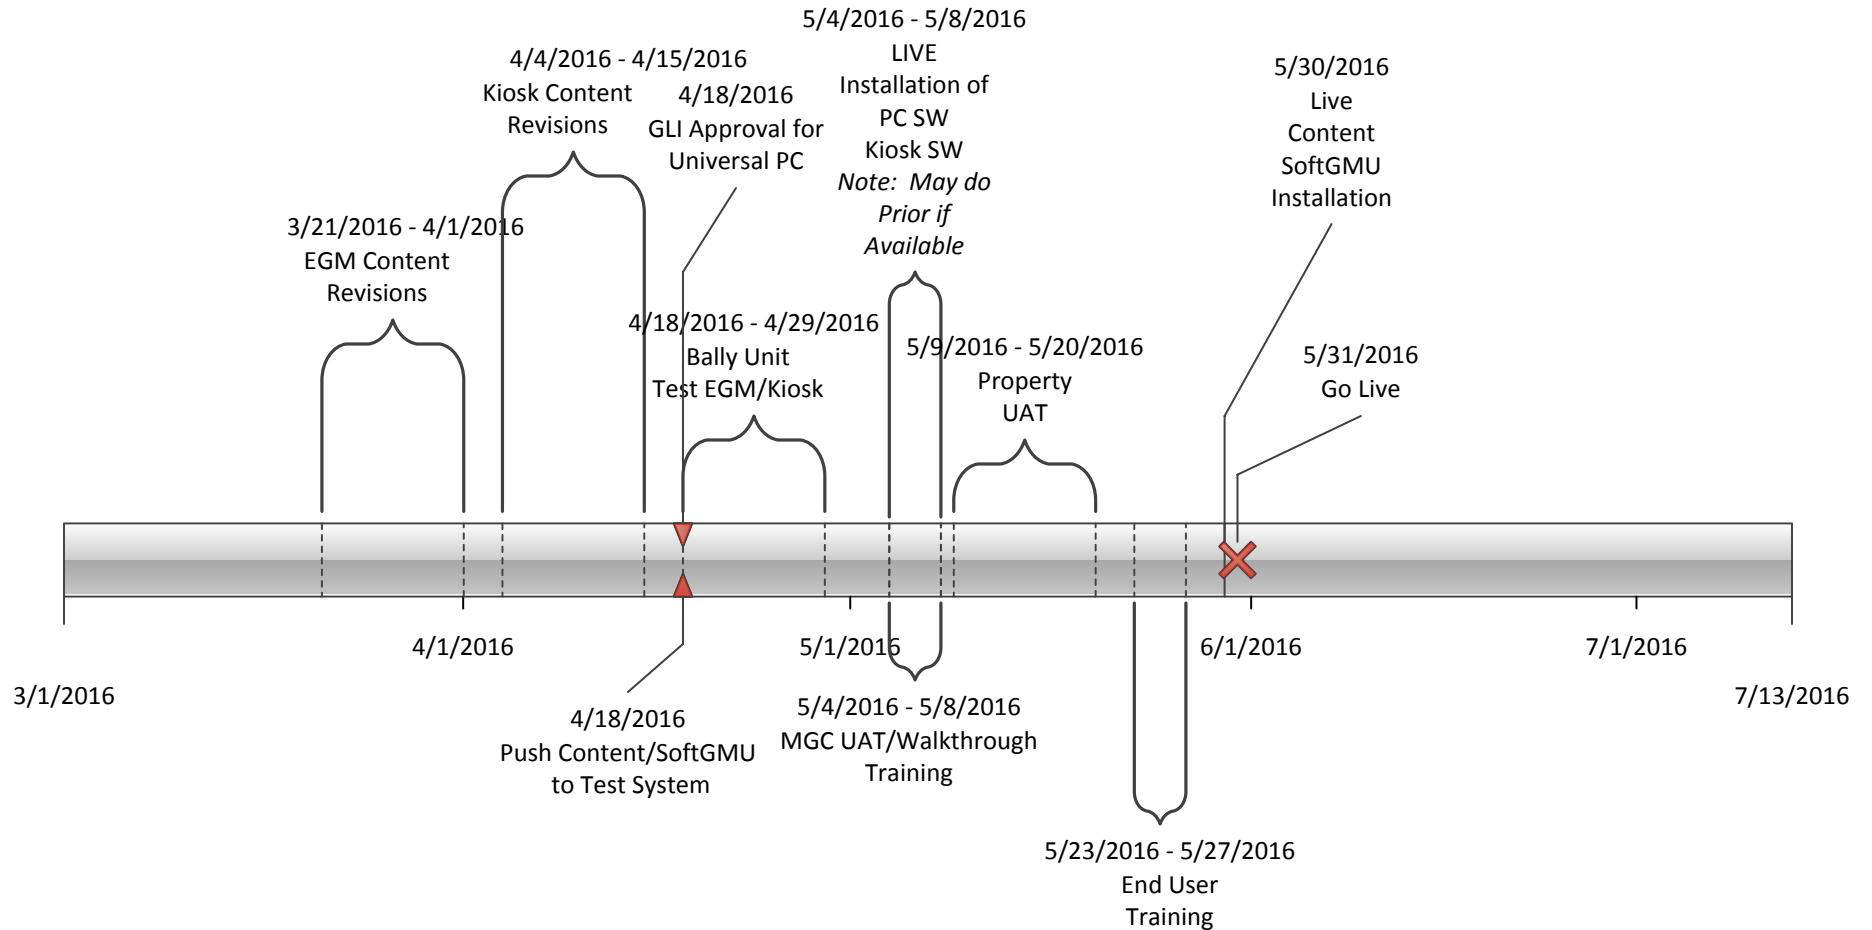 5/4/2016 - 5/8/2016
LIVE
Installation of
PC SW
Kiosk SW
Note:  May do
Prior if
Available
4/4/2016 - 4/15/2016
Kiosk Content
Revisions
4/18/2016
GLI Approval for
Universal PC
5/30/2016
Live
Content
SoftGMU
Installation
3/21/2016 - 4/1/2016
EGM Content
Revisions
4/18/2016 - 4/29/2016
Bally Unit
Test EGM/Kiosk
5/9/2016 - 5/20/2016
Property
UAT
5/31/2016
Go Live
4/1/2016
5/1/2016
6/1/2016
7/1/2016
3/1/2016
7/13/2016
4/18/2016
Push Content/SoftGMU
to Test System
5/4/2016 - 5/8/2016
MGC UAT/Walkthrough
Training
5/23/2016 - 5/27/2016
End User
Training